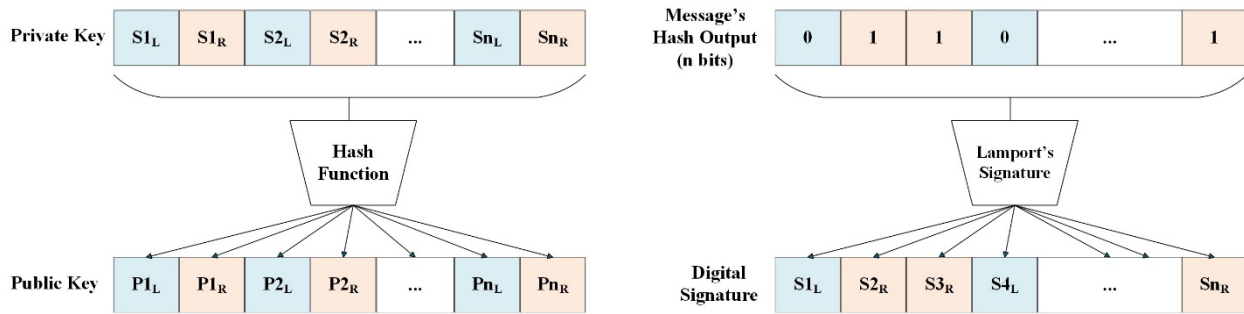 Private Key S1L S1R S2L S2R ... SnL SnR
Hash
Function
Public Key P1L P1R P2L P2R ... PnL PnR
Message's
Hash Output
(n bits)
0 1 1 0 ... 1
Lamport's
Signature
Digital
Signature
S1L S2R S3R S4L ... SnR